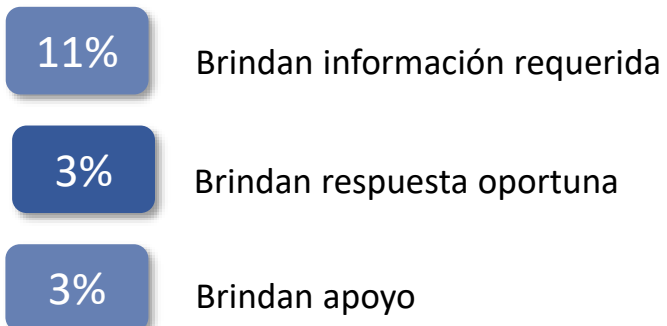 11% Brindan información requerida
3% Brindan respuesta oportuna
3% Brindan apoyo